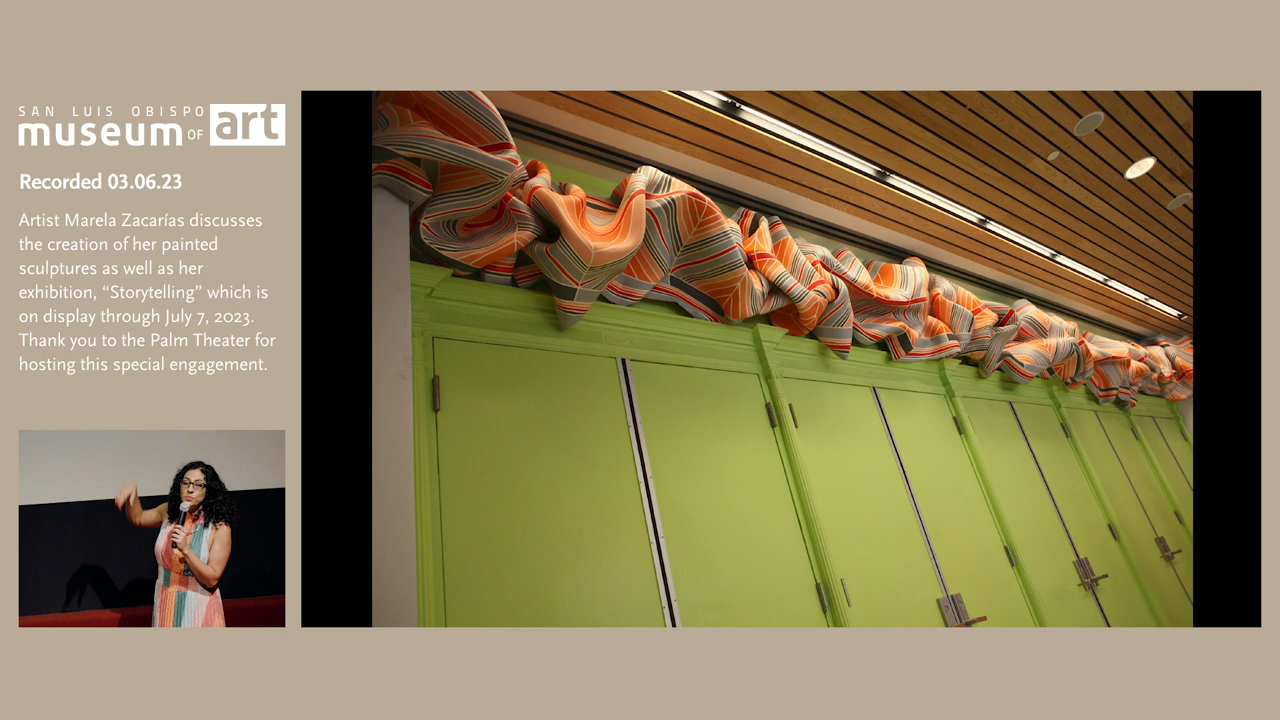 SAN LUIS OBISPO
museum OF art
Recorded 03.06.23
Artist Marela Zacarías discusses
the creation of her painted
sculptures as well as her
exhibition, “Storytelling” which is
on display through July 7, 2023.
Thank you to the Palm Theater for
hosting this special engagement.